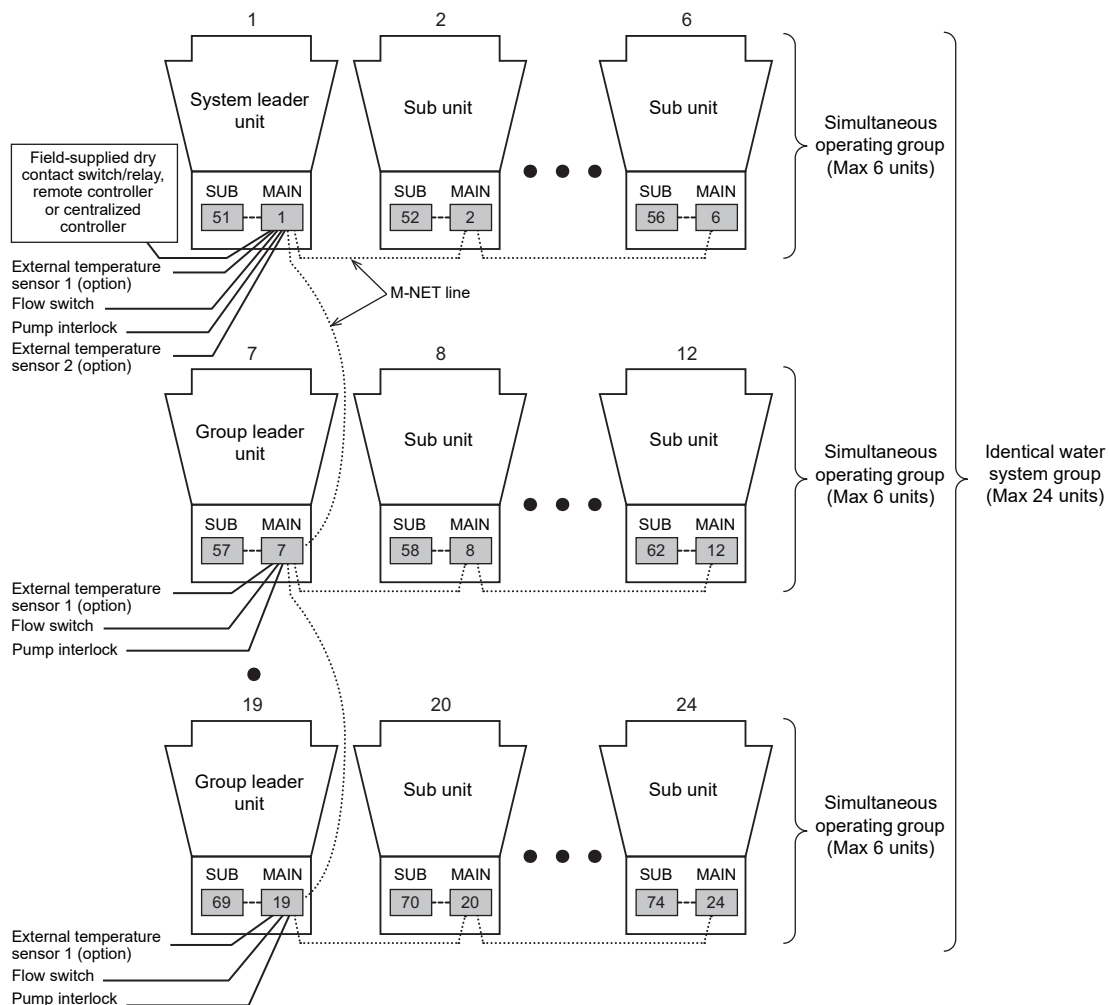 1
2
6
System leader
unit
Sub unit
Sub unit
Simultaneous
operating group
(Max 6 units)
Field-supplied dry
contact switch/relay,
remote controller
or centralized
controller
SUB MAIN
51 1
SUB MAIN
52 2
SUB MAIN
56 6
External temperature
sensor 1 (option)
Flow switch
Pump interlock
External temperature
sensor 2 (option)
M-NET line
7
8
12
Group leader
unit
Sub unit
Sub unit
Simultaneous
operating group
(Max 6 units)
Identical water
system group
(Max 24 units)
SUB MAIN
57 7
SUB MAIN
58 8
SUB MAIN
62 12
External temperature
sensor 1 (option)
Flow switch
Pump interlock
19
20
24
Group leader
unit
Sub unit
Sub unit
Simultaneous
operating group
(Max 6 units)
SUB MAIN
69 19
SUB MAIN
70 20
SUB MAIN
74 24
External temperature
sensor 1 (option)
Flow switch
Pump interlock